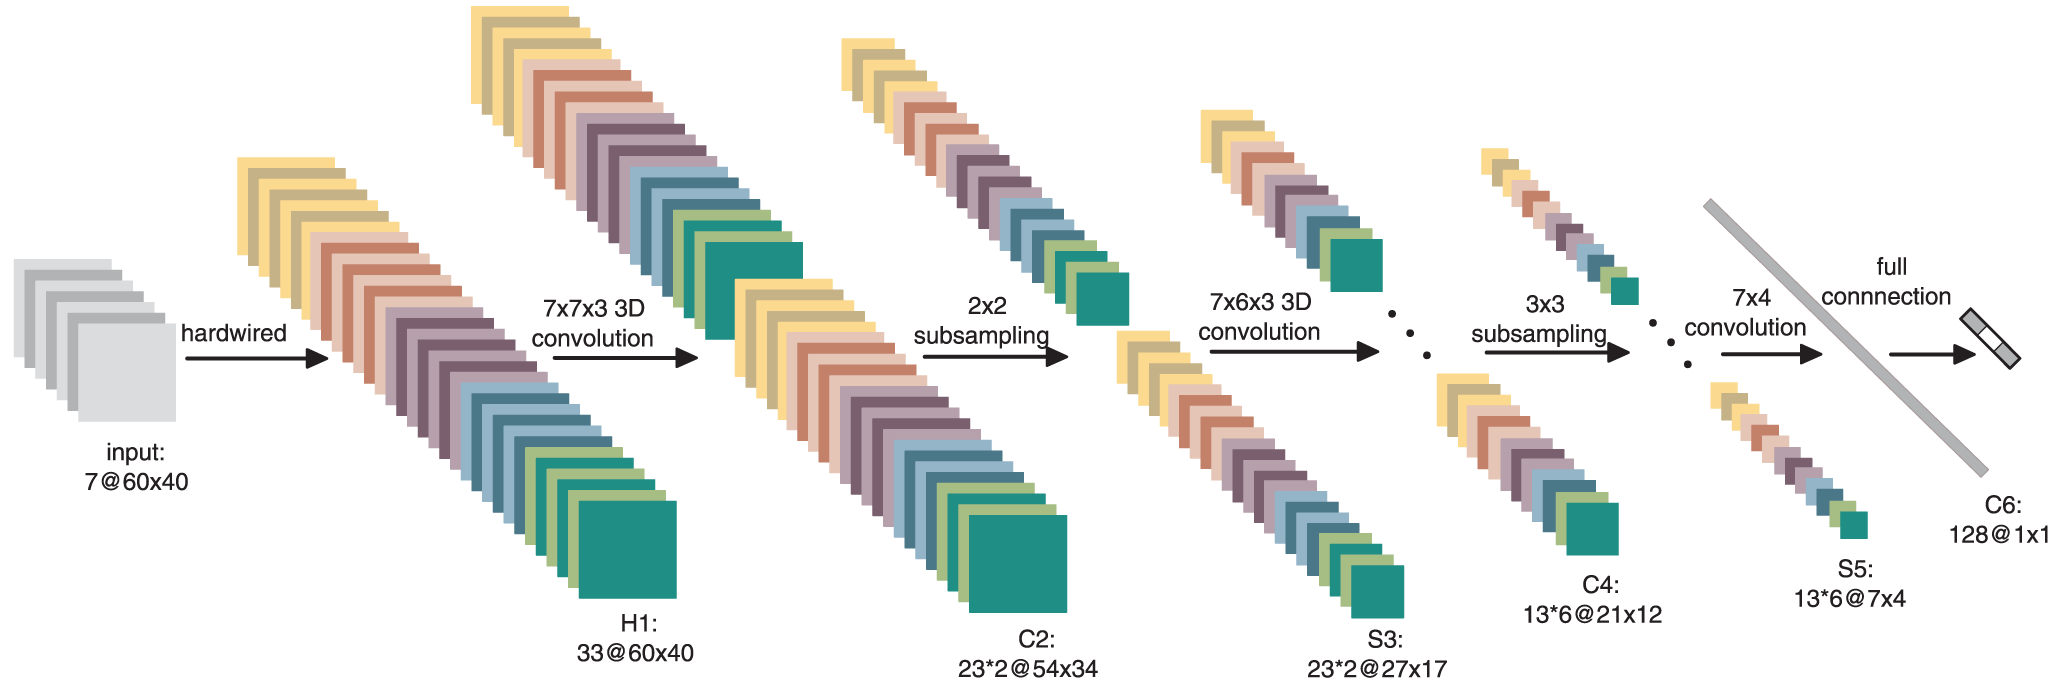 input:
7@60x40
hardwired
H1:
33@60x40
7x7x3 3D
convolution
C2:
23*2@54x34
2x2
subsampling
S3:
23*2@27x17
7x6x3 3D
convolution
C4:
13*6@21x12
3x3
subsampling
S5:
13*6@7x4
7x4
convolution
C6:
128@1x1
full
connnection